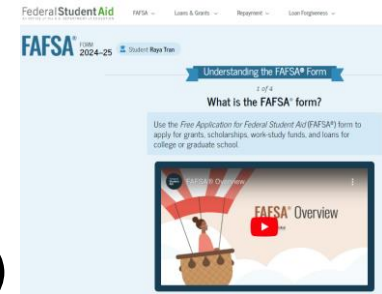 Federal Student Aid
FAFSA
Loans & Grants
Repayment
Loan Forgiveness
FAFSA® FORM
2024–25
Student Raya Tran
Understanding the FAFSA® Form
1 of 4
What is the FAFSA® form?
Use the Free Application for Federal Student Aid (FAFSA®) form to
apply for grants, scholarships, work-study funds, and loans for
college or graduate school.
FAFSA® Overview
FAFSA® Overview